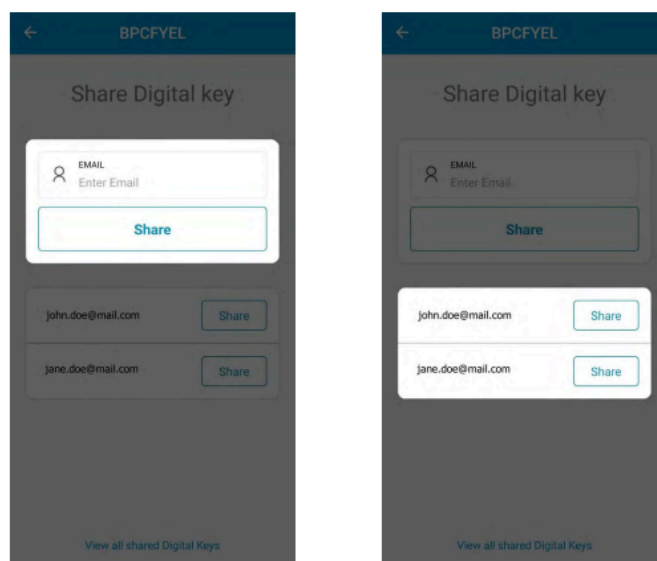 BPCFYEL
Share Digital key
EMAIL
Enter Email
Share
john.doe@mail.com Share
jane.doe@mail.com Share
View all shared Digital Keys
BPCFYEL
Share Digital key
EMAIL
Enter Email
Share
john.doe@mail.com Share
jane.doe@mail.com Share
View all shared Digital Keys